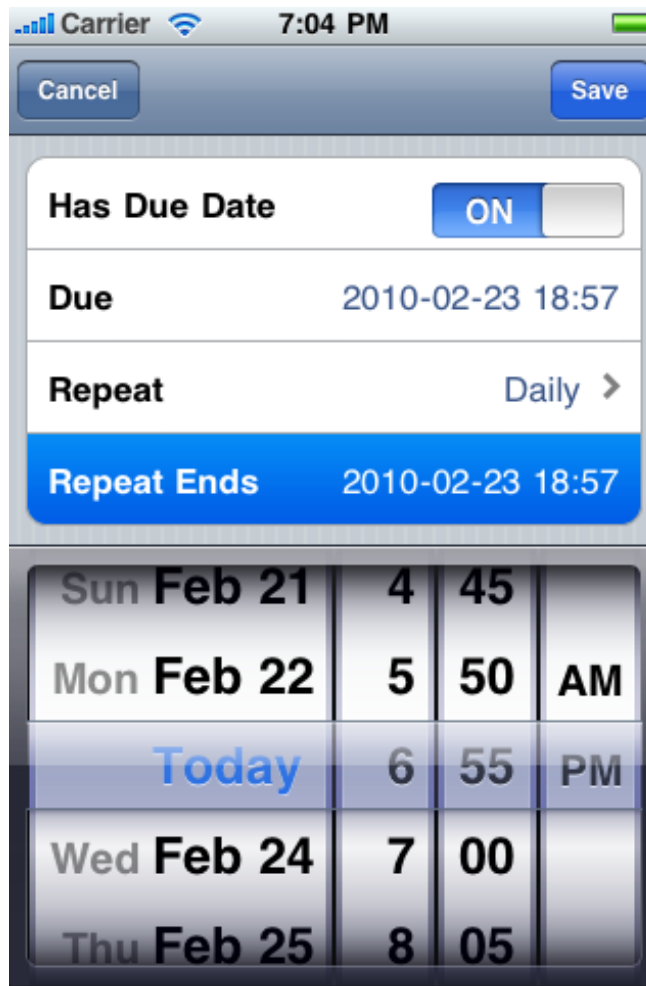 Carrier 7:04 PM
Cancel Save
Has Due Date ON
Due 2010-02-23 18:57
Repeat Daily
Repeat Ends 2010-02-23 18:57
Sun Feb 21 4 45
Mon Feb 22 5 50 AM
Today 6 55 PM
Wed Feb 24 7 00
Thu Feb 25 8 05